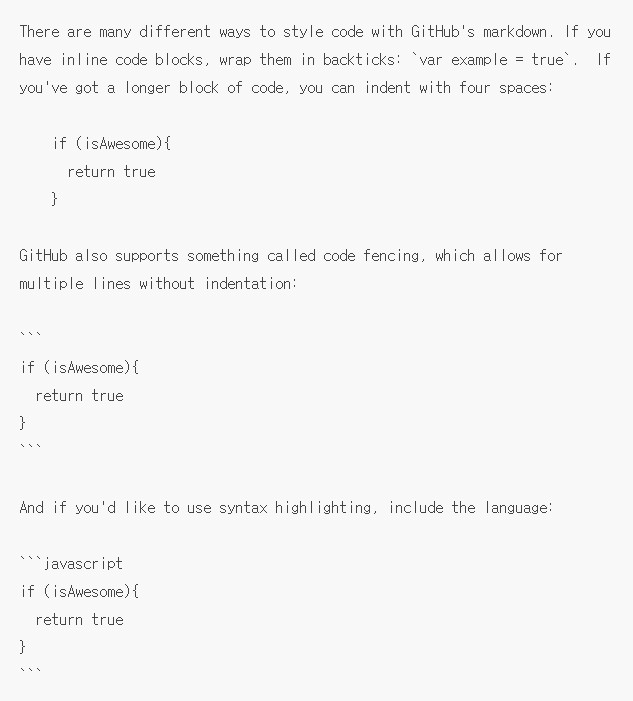 There are many different ways to style code with GitHub's markdown. If you
have inline code blocks, wrap them in backticks: `var example = true`.  If
you've got a longer block of code, you can indent with four spaces:

    if (isAwesome){
      return true
    }

GitHub also supports something called code fencing, which allows for
multiple lines without indentation:

```
if (isAwesome){
  return true
}
```

And if you'd like to use syntax highlighting, include the language:

```javascript
if (isAwesome){
  return true
}
```